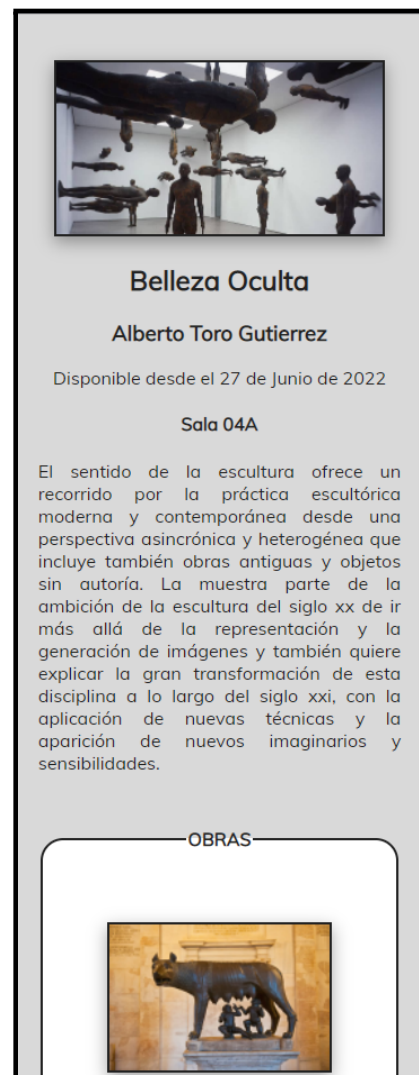 Belleza Oculta
Alberto Toro Gutierrez
Disponible desde el 27 de Junio de 2022
Sala 04A
El sentido de la escultura ofrece un
recorrido por la práctica escultórica
moderna y contemporánea desde una
perspectiva asincrónica y heterogénea que
incluye también obras antiguas y objetos
sin autoría. La muestra parte de la
ambición de la escultura del siglo xx de ir
más allá de la representación y la
generación de imágenes y también quiere
explicar la gran transformación de esta
disciplina a lo largo del siglo xxi, con la
aplicación de nuevas técnicas y la
aparición de nuevos imaginarios y
sensibilidades.
OBRAS